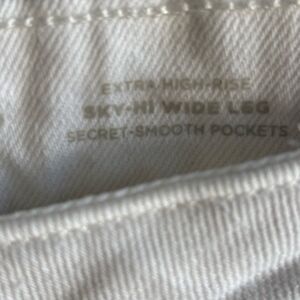 EXTRA HIGH-RISE
SKY-HI WIDE LEG
SECRET-SMOOTH POCKETS